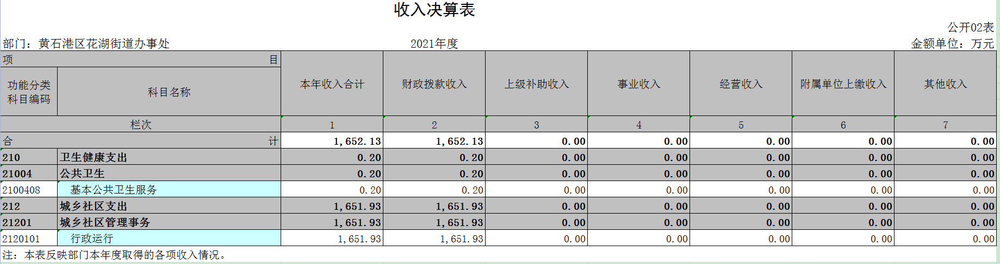 收入决算表
公开02表
部门：黄石港区花湖街道办事处 2021年度 金额单位：万元
项 目 本年收入合计 财政拨款收入 上级补助收入 事业收入 经营收入 附属单位上缴收入 其他收入
功能分类
科目编码 科目名称
栏次 1 2 3 4 5 6 7
合 计 1,652.13 1,652.13 0.00 0.00 0.00 0.00 0.00
210 卫生健康支出 0.20 0.20 0.00 0.00 0.00 0.00 0.00
21004 公共卫生 0.20 0.20 0.00 0.00 0.00 0.00 0.00
2100408 基本公共卫生服务 0.20 0.20 0.00 0.00 0.00 0.00 0.00
212 城乡社区支出 1,651.93 1,651.93 0.00 0.00 0.00 0.00 0.00
21201 城乡社区管理事务 1,651.93 1,651.93 0.00 0.00 0.00 0.00 0.00
2120101 行政运行 1,651.93 1,651.93 0.00 0.00 0.00 0.00 0.00
注：本表反映部门本年度取得的各项收入情况。